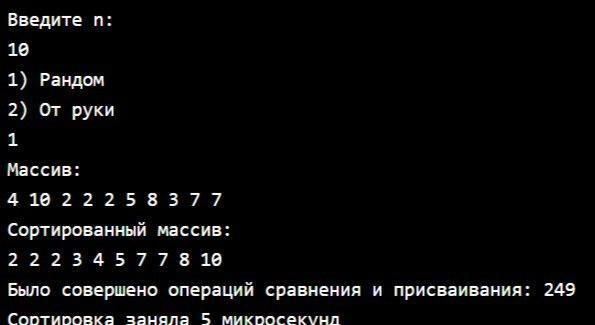 Введите n:
10
1) Рандом
2) От руки
1
Массив:
4 10 2 2 2 5 8 3 7 7
Сортированный массив:
2 2 2 3 4 5 7 7 8 10
Было совершено операций сравнения и присваивания: 249
Сортировка заняла 5 микросекунд